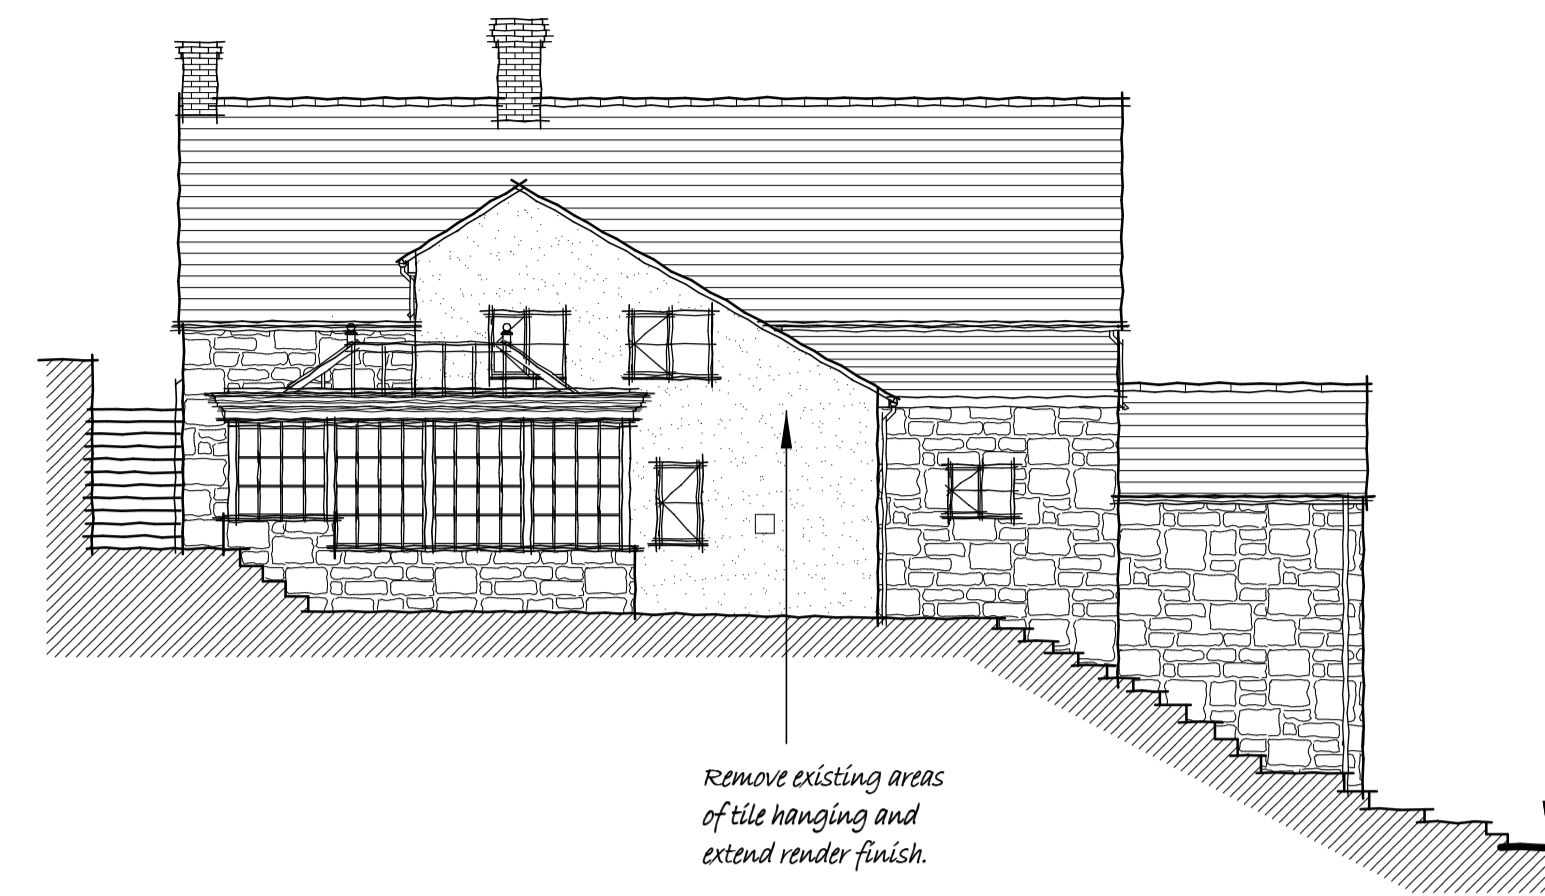 Remove existing areas
of tile hanging and
extend render finish.